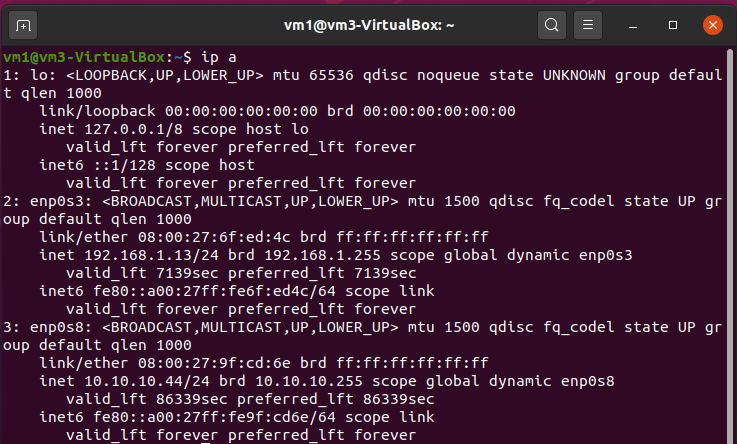 vm1@vm3-VirtualBox: ~
vm1@vm3-VirtualBox:~$ ip a
1: lo: <LOOPBACK,UP,LOWER_UP> mtu 65536 qdisc noqueue state UNKNOWN group defaul
t qlen 1000
    link/loopback 00:00:00:00:00:00 brd 00:00:00:00:00:00
    inet 127.0.0.1/8 scope host lo
       valid_lft forever preferred_lft forever
    inet6 ::1/128 scope host
       valid_lft forever preferred_lft forever
2: enp0s3: <BROADCAST,MULTICAST,UP,LOWER_UP> mtu 1500 qdisc fq_codel state UP gr
oup default qlen 1000
    link/ether 08:00:27:6f:ed:4c brd ff:ff:ff:ff:ff:ff
    inet 192.168.1.13/24 brd 192.168.1.255 scope global dynamic enp0s3
       valid_lft 7139sec preferred_lft 7139sec
    inet6 fe80::a00:27ff:fe6f:ed4c/64 scope link
       valid_lft forever preferred_lft forever
3: enp0s8: <BROADCAST,MULTICAST,UP,LOWER_UP> mtu 1500 qdisc fq_codel state UP gr
oup default qlen 1000
    link/ether 08:00:27:9f:cd:6e brd ff:ff:ff:ff:ff:ff
    inet 10.10.10.44/24 brd 10.10.10.255 scope global dynamic enp0s8
       valid_lft 86339sec preferred_lft 86339sec
    inet6 fe80::a00:27ff:fe9f:cd6e/64 scope link
       valid_lft forever preferred_lft forever